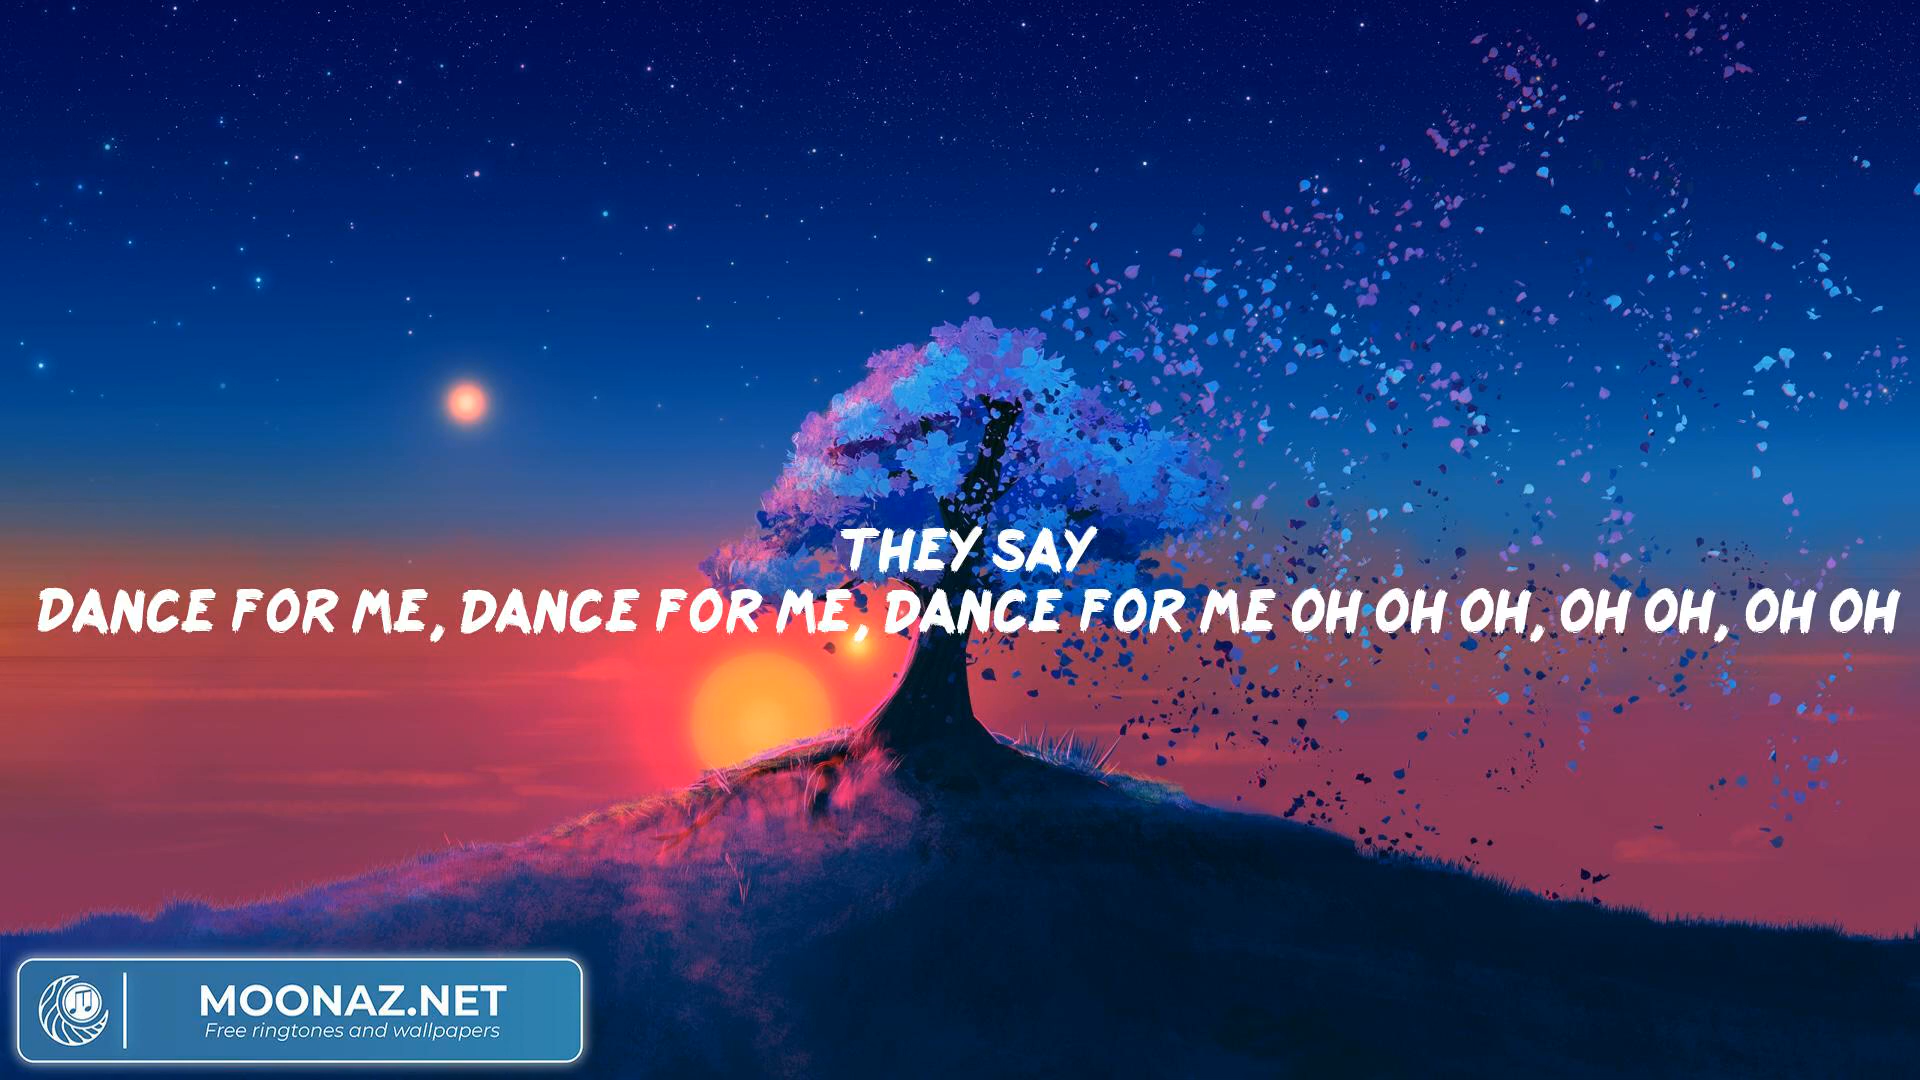 THEY SAY
DANCE FOR ME, DANCE FOR ME, DANCE FOR ME OH OH OH, OH OH, OH OH
MOONAZ.NET
Free ringtones and wallpapers